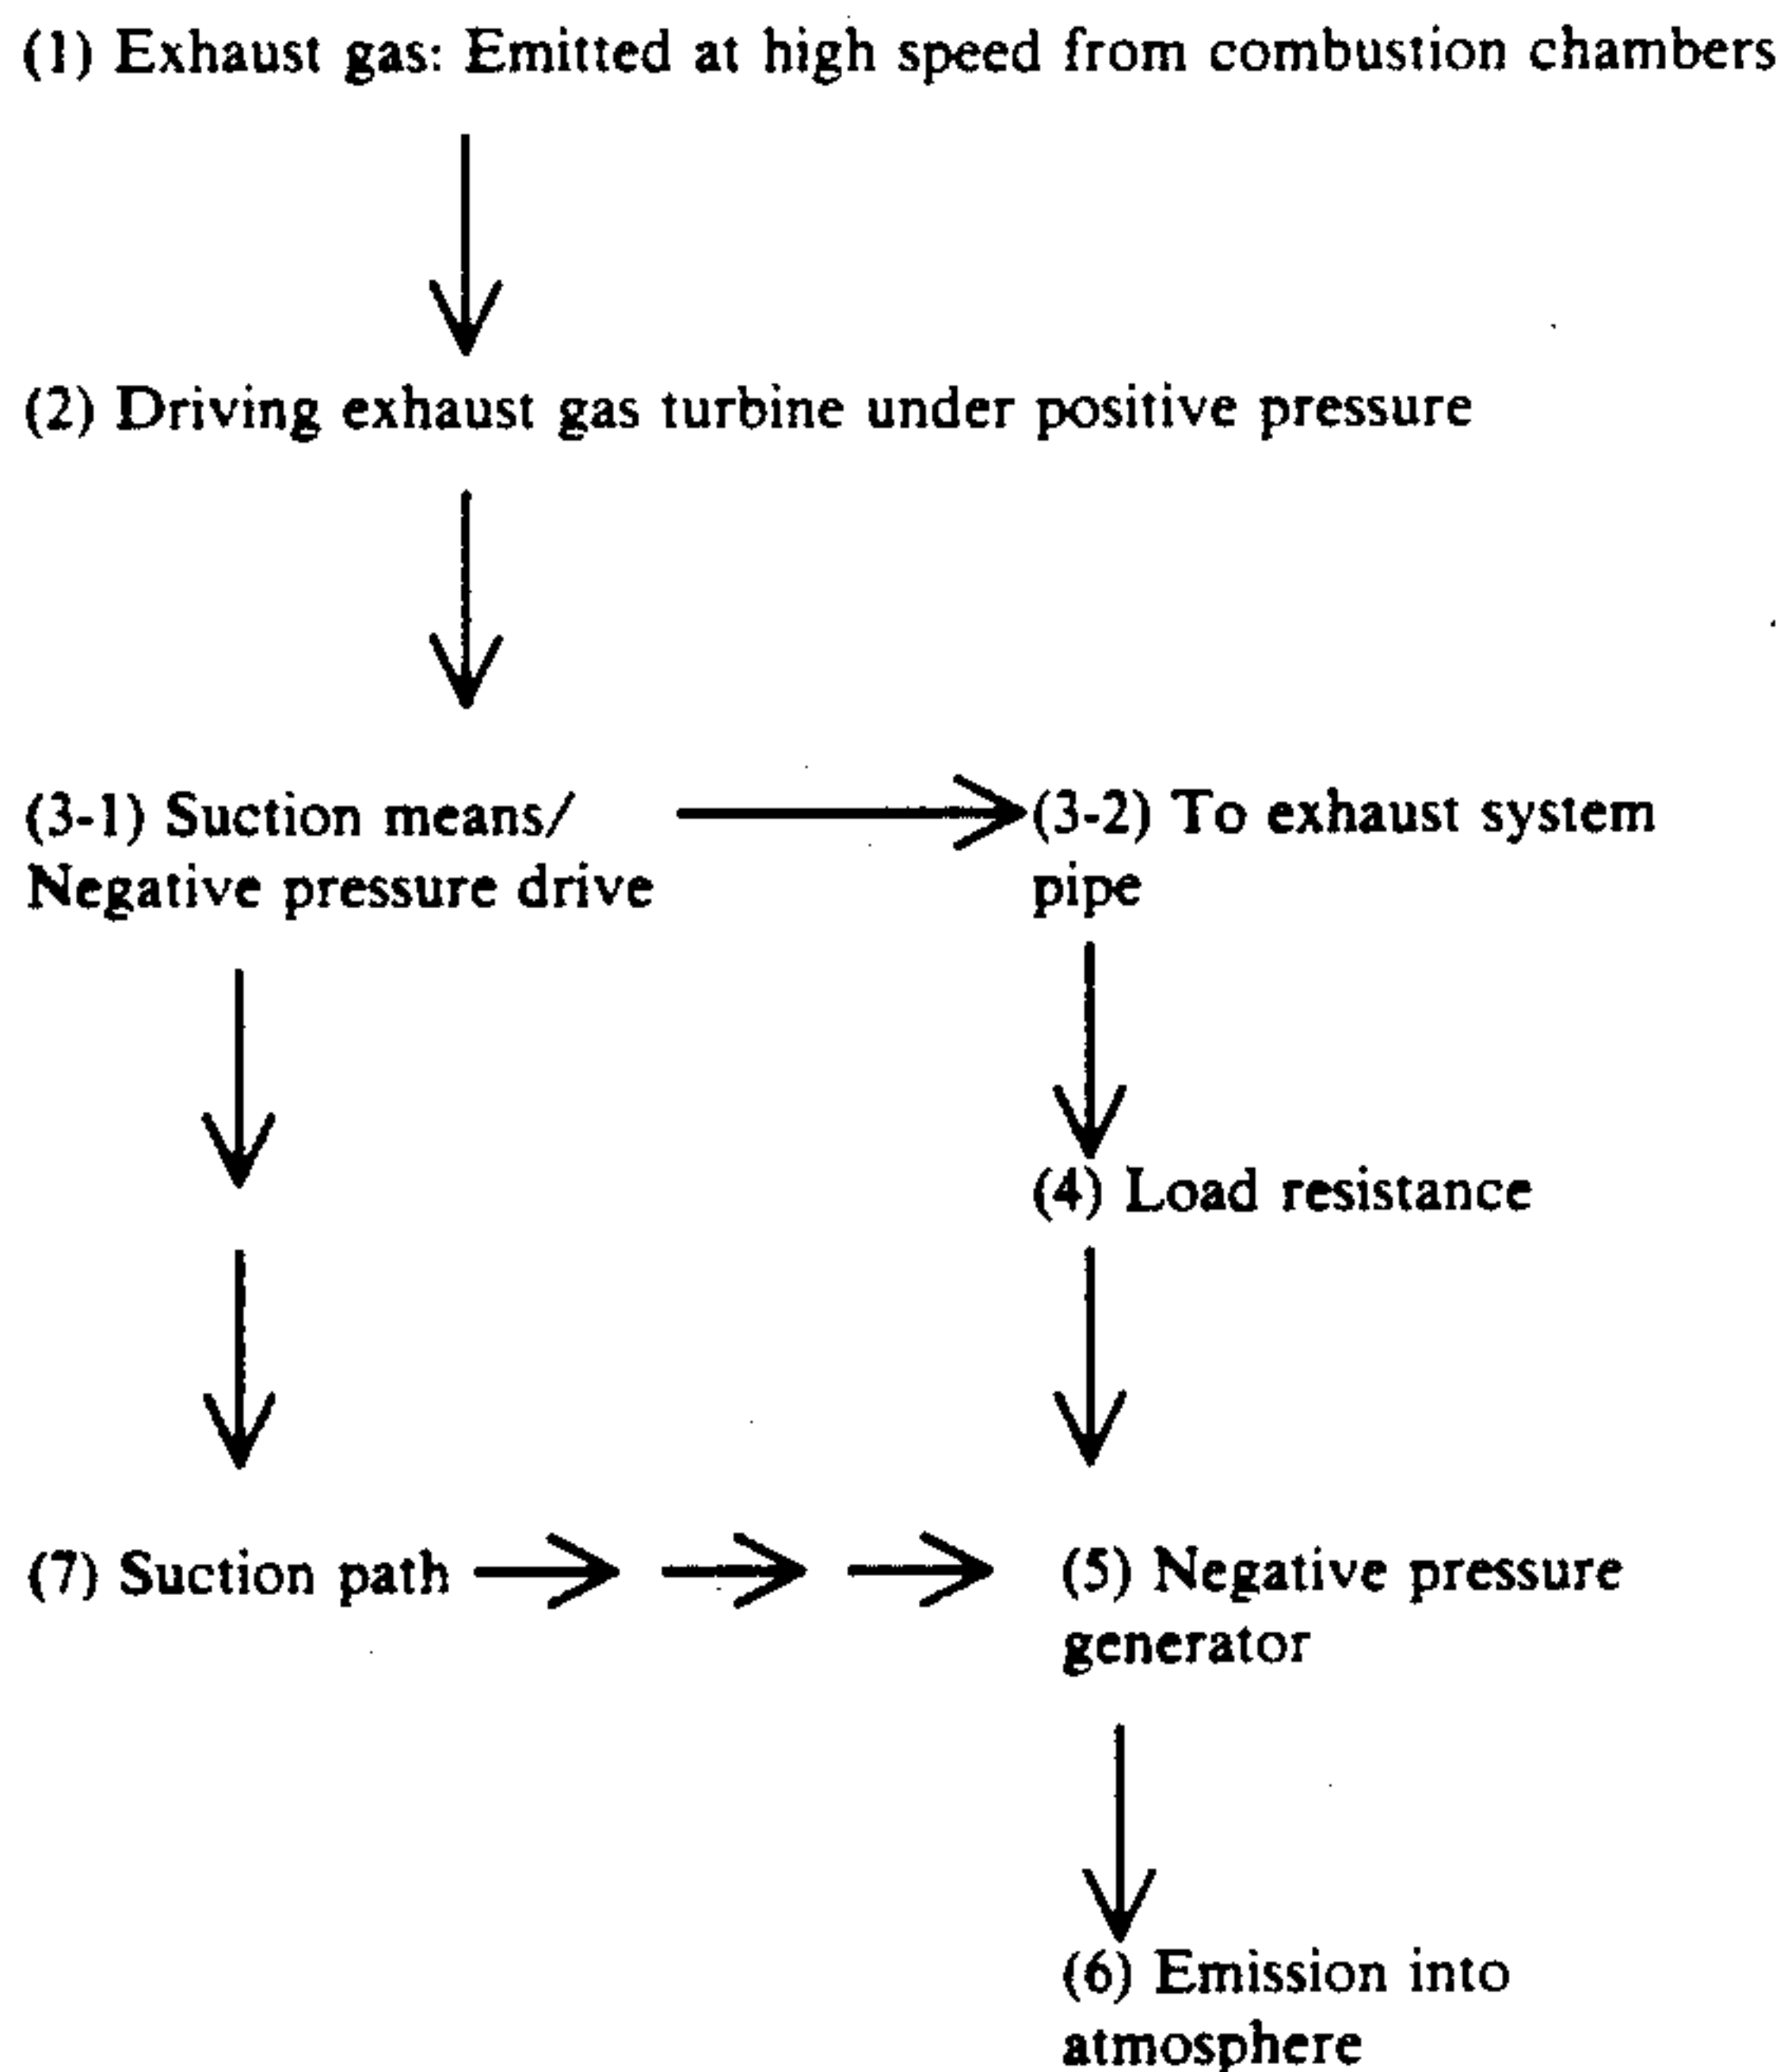 (1) Exhaust gas: Emitted at high speed from combustion chambers
(2) Driving exhaust gas turbine under positive pressure
(3-1) Suction means/
Negative pressure drive
(3-2) To exhaust system
pipe
(4) Load resistance
(7) Suction path
(5) Negative pressure
generator
(6) Emission into
atmosphere